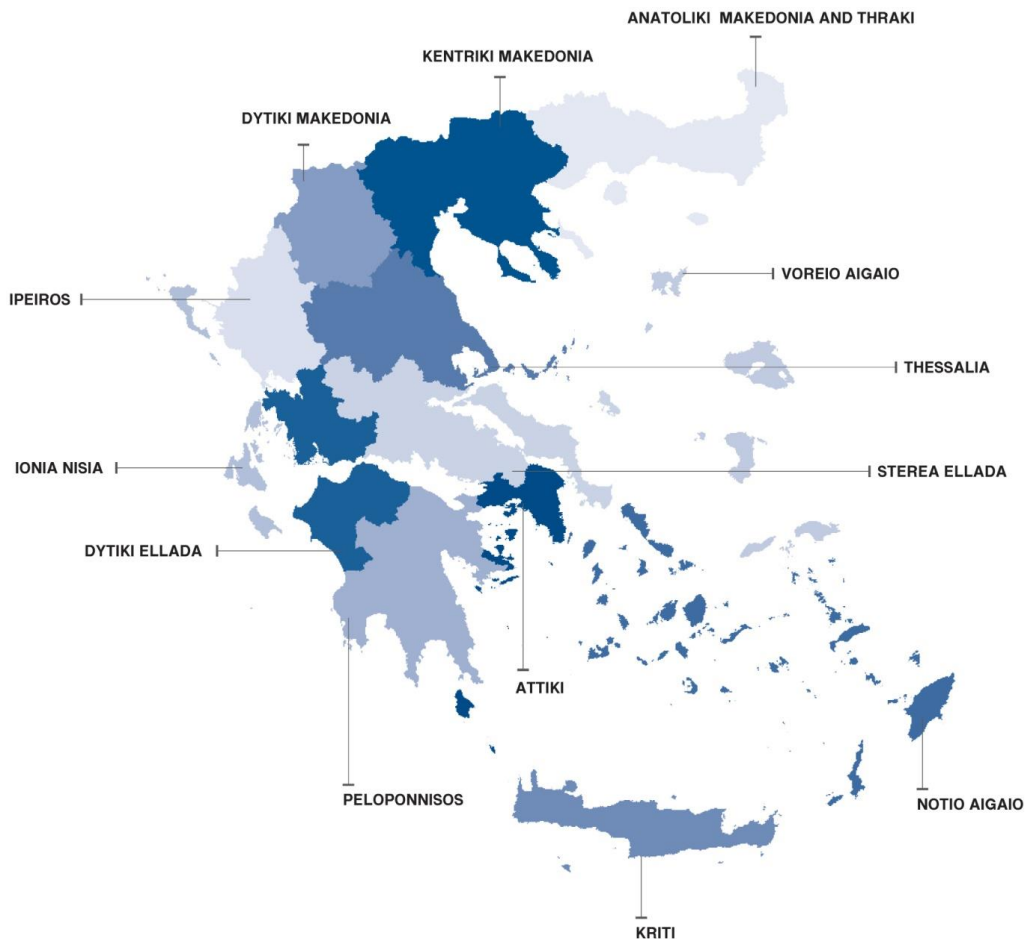 ANATOLIKI MAKEDONIA AND THRAKI
KENTRIKI MAKEDONIA
DYTIKI MAKEDONIA
VOREIO AIGAIO
IPEIROS
THESSALIA
IONIA NISIA
STEREA ELLADA
DYTIKI ELLADA
ATTIKI
PELOPONNISOS
NOTIO AIGAIO
KRITI